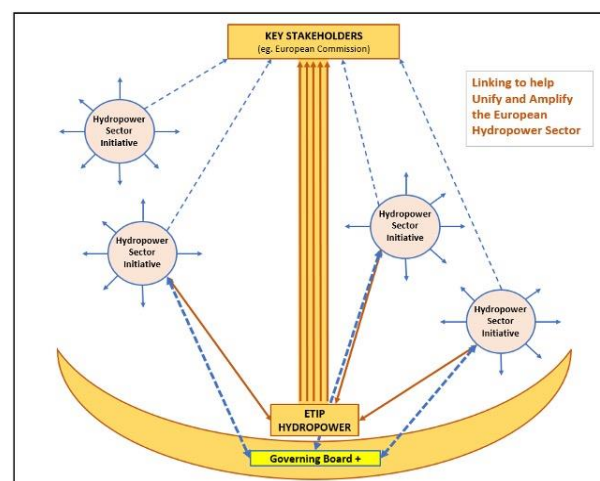 KEY STAKEHOLDERS
(eg. European Commission)
Linking to help
Unify and Amplify
the European
Hydropower Sector
Hydropower
Sector
Initiative
Hydropower
Sector
Initiative
Hydropower
Sector
Initiative
Hydropower
Sector
Initiative
ETIP
HYDROPOWER
Governing Board +